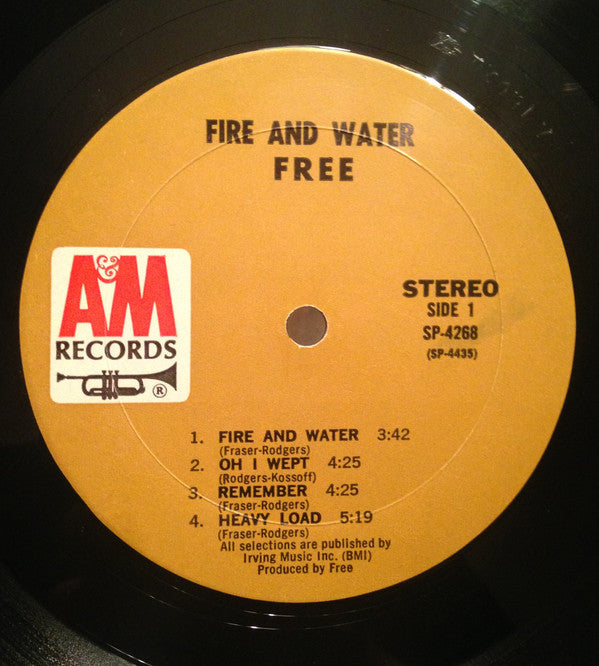 FIRE AND WATER
FREE
A&M
RECORDS
®
STEREO
SIDE 1
SP-4268
(SP-4435)
1. FIRE AND WATER 3:42
(Fraser-Rodgers)
2. OH I WEPT 4:25
(Rodgers-Kossoff)
3. REMEMBER 4:25
(Fraser-Rodgers)
4. HEAVY LOAD 5:19
(Fraser-Rodgers)
All selections are published by
Irving Music Inc. (BMI)
Produced by Free